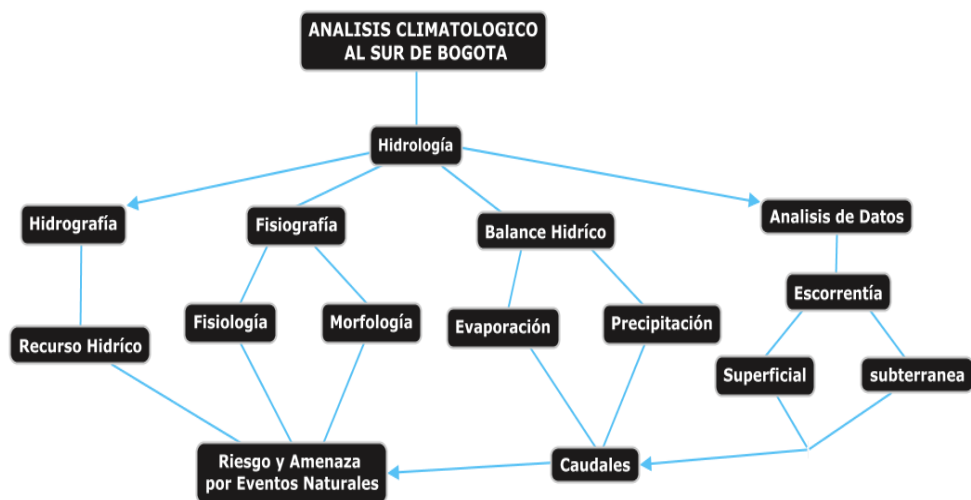 ANALISIS CLIMATOLOGICO
AL SUR DE BOGOTA
Hidrología
Hidrografía
Fisiografía
Balance Hidríco
Analisis de Datos
Escorrentía
Fisiología
Morfología
Evaporación
Precipitación
Recurso Hidríco
Superficial
subterranea
Riesgo y Amenaza
por Eventos Naturales
Caudales